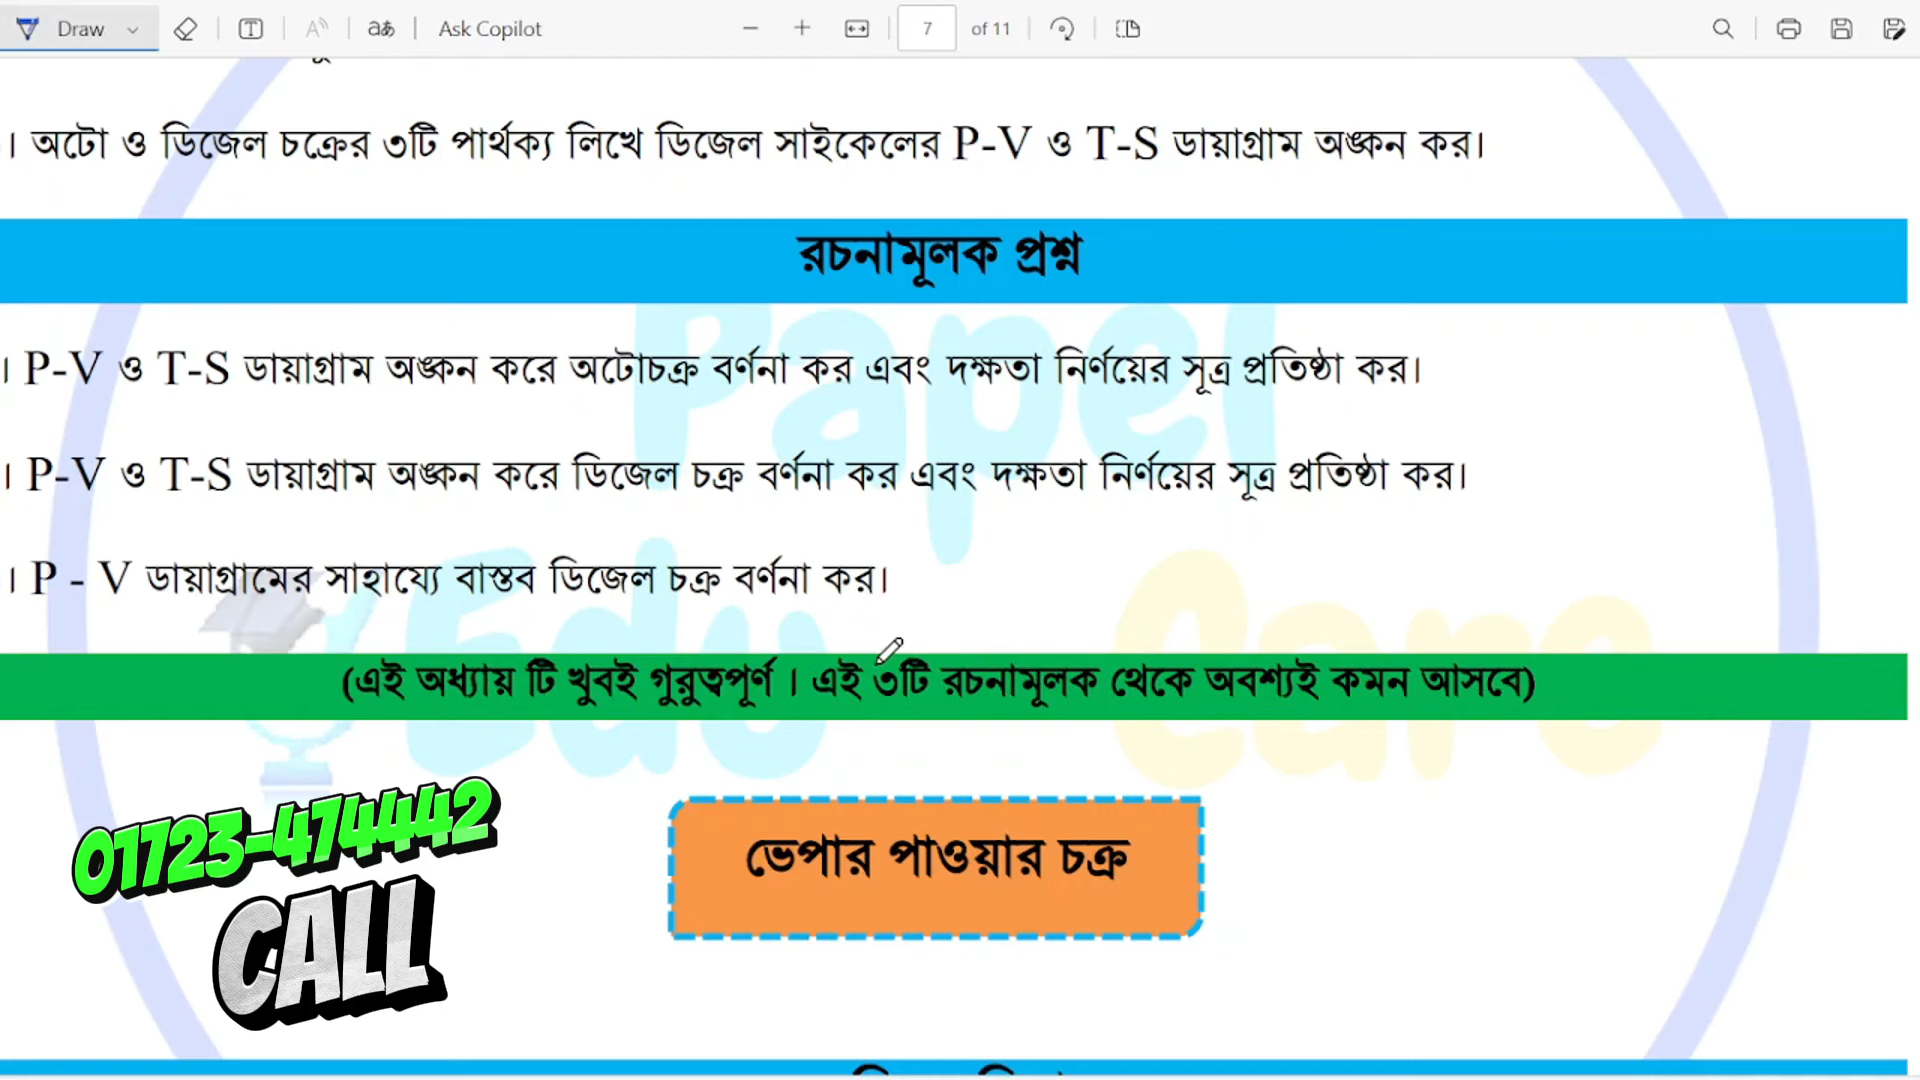 Draw
Ask Copilot
7 of 11
। অটো ও ডিজেল চক্রের ৩টি পার্থক্য লিখে ডিজেল সাইকেলের P-V ও T-S ডায়াগ্রাম অঙ্কন কর।
রচনামূলক প্রশ্ন
। P-V ও T-S ডায়াগ্রাম অঙ্কন করে অটোচক্র বর্ণনা কর এবং দক্ষতা নির্ণয়ের সূত্র প্রতিষ্ঠা কর।
। P-V ও T-S ডায়াগ্রাম অঙ্কন করে ডিজেল চক্র বর্ণনা কর এবং দক্ষতা নির্ণয়ের সূত্র প্রতিষ্ঠা কর।
। P - V ডায়াগ্রামের সাহায্যে বাস্তব ডিজেল চক্র বর্ণনা কর।
(এই অধ্যায় টি খুবই গুরুত্বপূর্ণ । এই ৩টি রচনামূলক থেকে অবশ্যই কমন আসবে)
Papel
Edu Care
01723-474442
CALL
ভেপার পাওয়ার চক্র